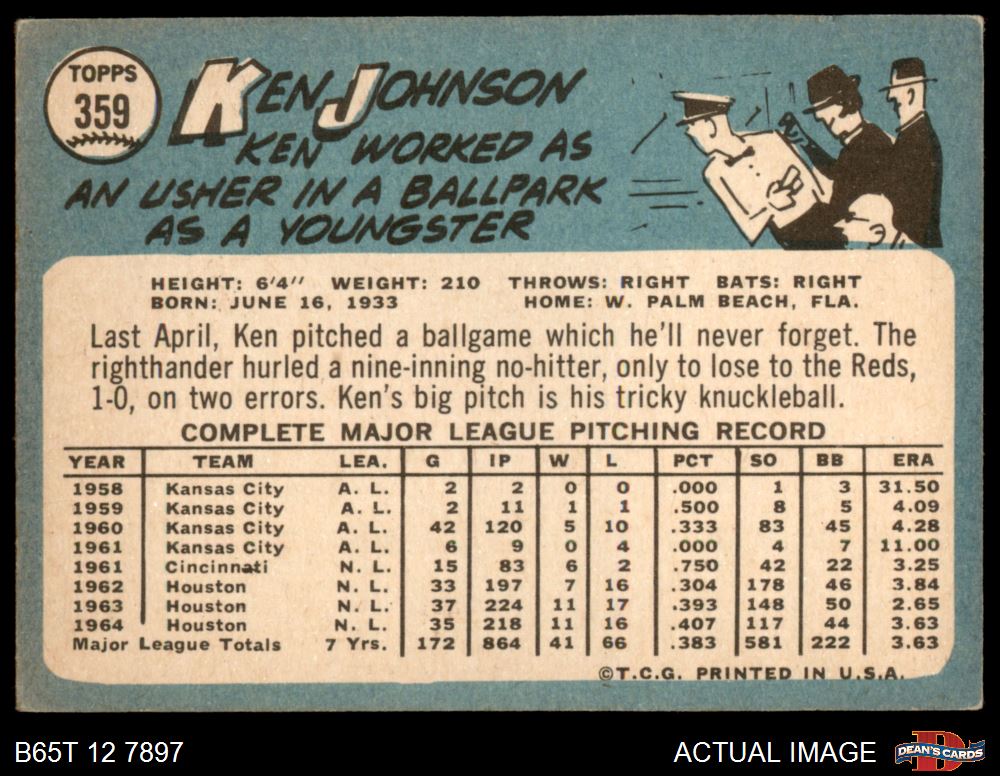 TOPPS
359
KEN JOHNSON
KEN WORKED AS
AN USHER IN A BALLPARK
AS A YOUNGSTER
HEIGHT: 6'4" WEIGHT: 210 THROWS: RIGHT BATS: RIGHT
BORN: JUNE 16, 1933 HOME: W. PALM BEACH, FLA.
Last April, Ken pitched a ballgame which he'll never forget. The
righthander hurled a nine-inning no-hitter, only to lose to the Reds,
1-0, on two errors. Ken's big pitch is his tricky knuckleball.
COMPLETE MAJOR LEAGUE PITCHING RECORD
YEAR TEAM LEA. G IP W L PCT SO BB ERA
1958 Kansas City A. L. 2 2 0 0 .000 1 3 31.50
1959 Kansas City A. L. 2 11 1 1 .500 8 5 4.09
1960 Kansas City A. L. 42 120 5 10 .333 83 45 4.28
1961 Kansas City A. L. 6 9 0 4 .000 4 7 11.00
1961 Cincinnati N. L. 15 83 6 2 .750 42 22 3.25
1962 Houston N. L. 33 197 7 16 .304 178 46 3.84
1963 Houston N. L. 37 224 11 17 .393 148 50 2.65
1964 Houston N. L. 35 218 11 16 .407 117 44 3.63
Major League Totals 7 Yrs. 172 864 41 66 .383 581 222 3.63
©T.C.G. PRINTED IN U.S.A.
B65T 12 7897 ACTUAL IMAGE D DEAN'S CARDS